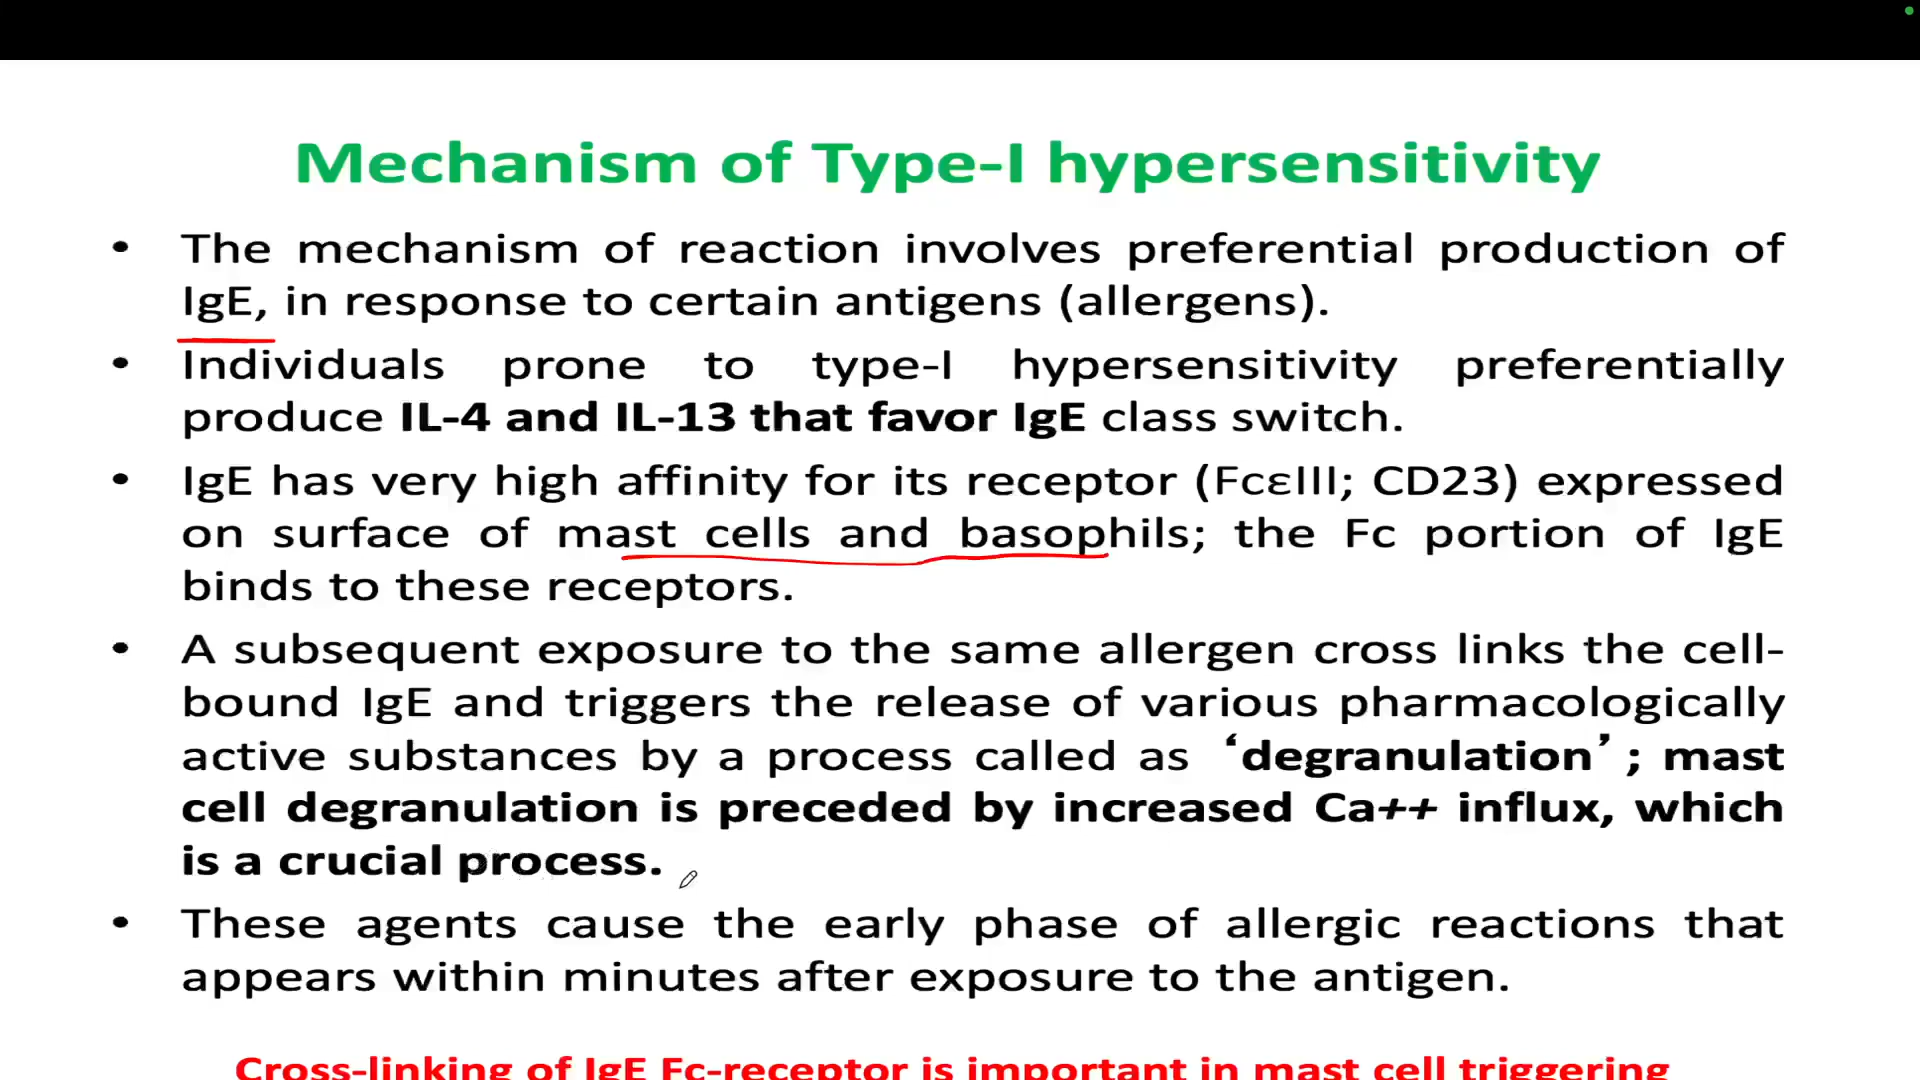 Mechanism of Type-I hypersensitivity
• The mechanism of reaction involves preferential production of
IgE, in response to certain antigens (allergens).
• Individuals prone to type-I hypersensitivity preferentially
produce IL-4 and IL-13 that favor IgE class switch.
• IgE has very high affinity for its receptor (FcεIII; CD23) expressed
on surface of mast cells and basophils; the Fc portion of IgE
binds to these receptors.
• A subsequent exposure to the same allergen cross links the cell-
bound IgE and triggers the release of various pharmacologically
active substances by a process called as ‘degranulation’; mast
cell degranulation is preceded by increased Ca++ influx, which
is a crucial process.
• These agents cause the early phase of allergic reactions that
appears within minutes after exposure to the antigen.
Cross-linking of IgE Fc-receptor is important in mast cell triggering